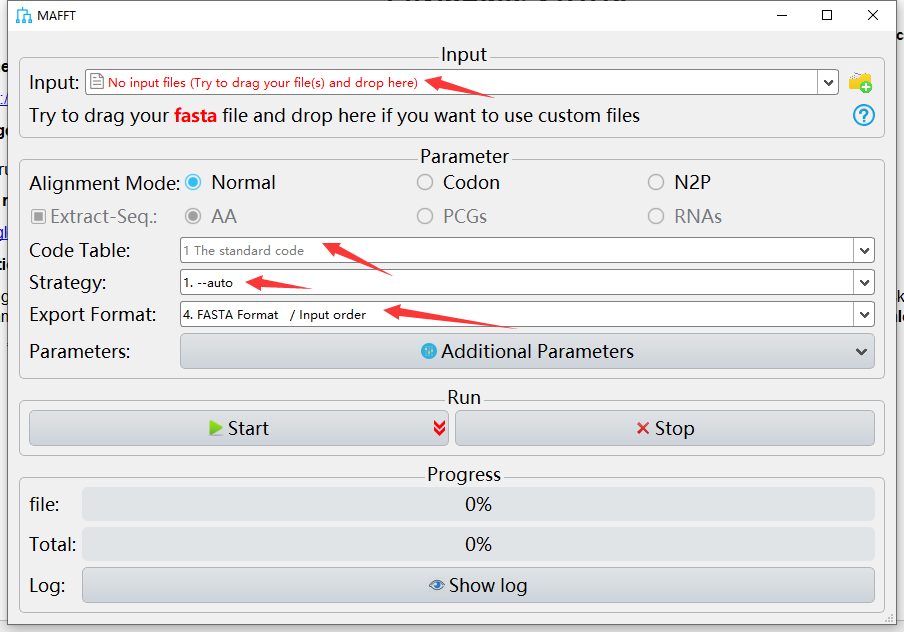 MAFFT
Input
Input: No input files (Try to drag your file(s) and drop here)
Try to drag your fasta file and drop here if you want to use custom files
Parameter
Alignment Mode: Normal Codon N2P
Extract-Seq.: AA PCGs RNAs
Code Table: 1 The standard code
Strategy: 1. --auto
Export Format: 4. FASTA Format / Input order
Parameters: Additional Parameters
Run
Start Stop
Progress
file: 0%
Total: 0%
Log: Show log